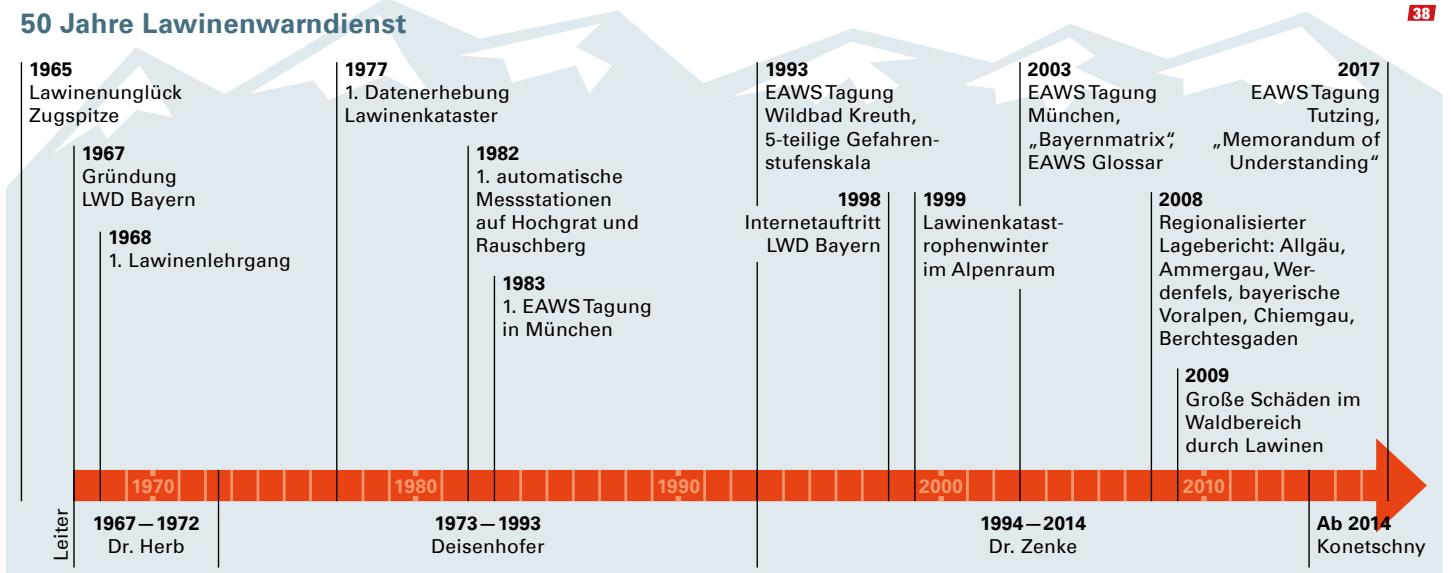 50 Jahre Lawinenwarndienst
38
1965
Lawinenunglück
Zugspitze
1967
Gründung
LWD Bayern
1968
1. Lawinenlehrgang
1977
1. Datenerhebung
Lawinenkataster
1982
1. automatische
Messstationen
auf Hochgrat und
Rauschberg
1983
1. EAWS Tagung
in München
1993
EAWS Tagung
Wildbad Kreuth,
5-teilige Gefahren-
stufenskala
1998
Internetauftritt
LWD Bayern
1999
Lawinenkatast-
rophenwinter
im Alpenraum
2003
EAWS Tagung
München,
„Bayernmatrix“,
EAWS Glossar
2008
Regionalisierter
Lagebericht: Allgäu,
Ammergau, Wer-
denfels, bayerische
Voralpen, Chiemgau,
Berchtesgaden
2009
Große Schäden im
Waldbereich
durch Lawinen
2017
EAWS Tagung
Tutzing,
„Memorandum of
Understanding“
1970
1980
1990
2000
2010
Leiter
1967—1972
Dr. Herb
1973—1993
Deisenhofer
1994—2014
Dr. Zenke
Ab 2014
Konetschny